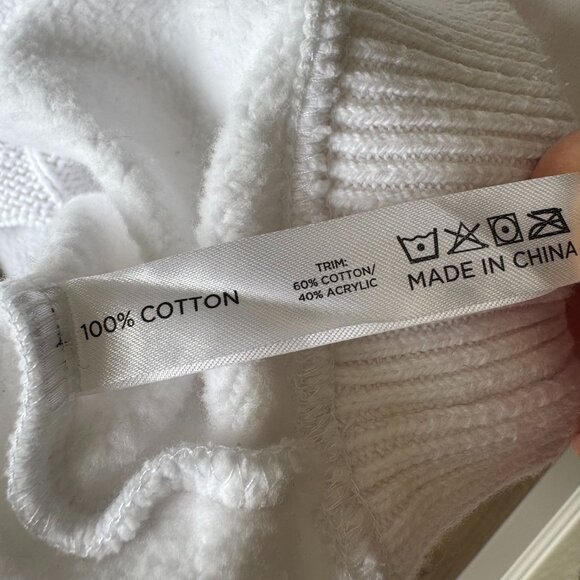 100% COTTON
TRIM:
60% COTTON/
40% ACRYLIC
MADE IN CHINA